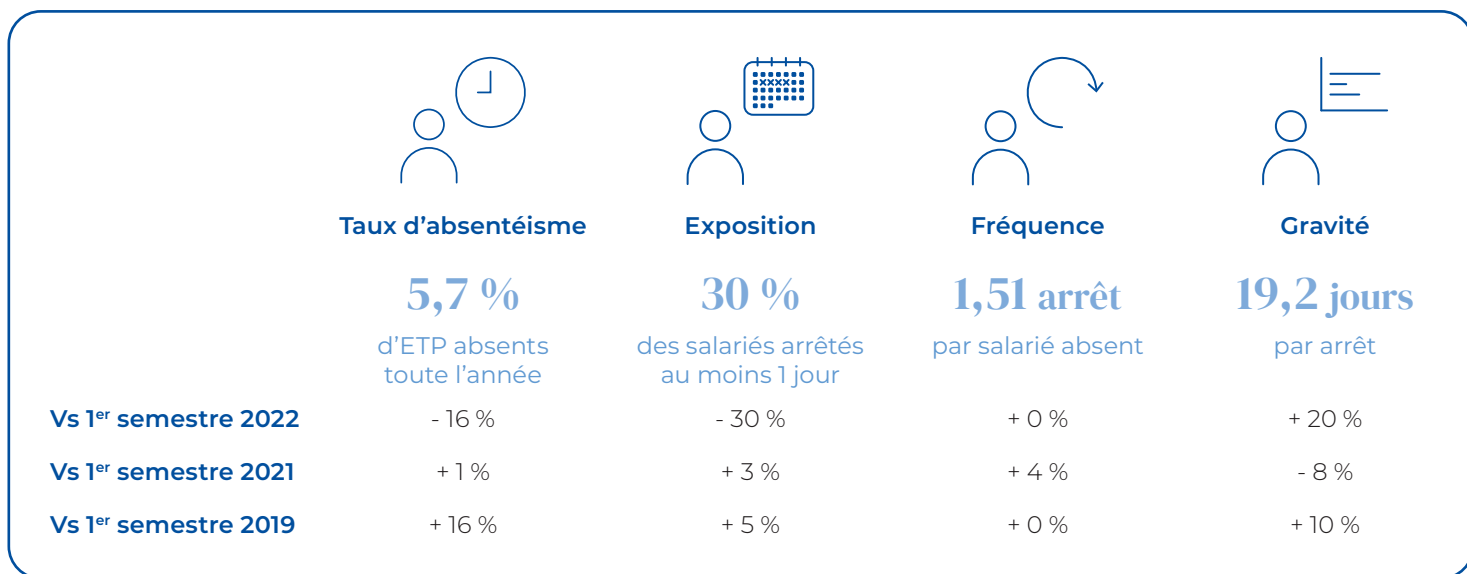 Taux d’absentéisme Exposition Fréquence Gravité
5,7 % 30 % 1,51 arrêt 19,2 jours
d’ETP absents des salariés arrêtés par salarié absent par arrêt
toute l’année au moins 1 jour
Vs 1er semestre 2022 - 16 % - 30 % + 0 % + 20 %
Vs 1er semestre 2021 + 1 % + 3 % + 4 % - 8 %
Vs 1er semestre 2019 + 16 % + 5 % + 0 % + 10 %